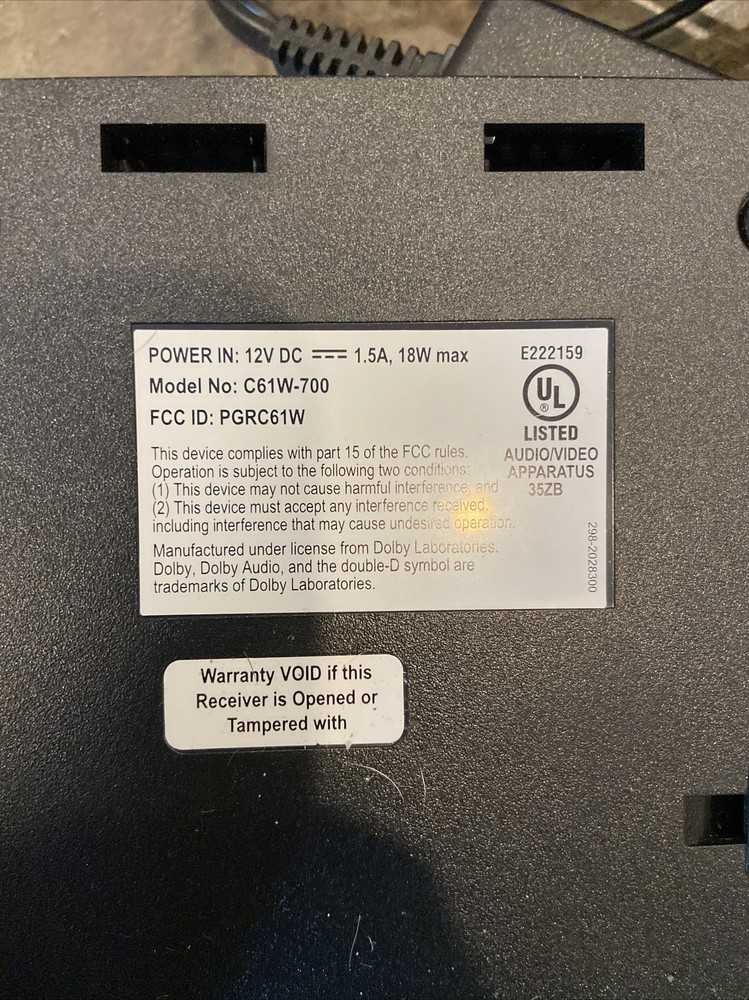 POWER IN: 12V DC ⎓ 1.5A, 18W max
Model No: C61W-700
FCC ID: PGRC61W
E222159
UL
®
LISTED
AUDIO/VIDEO
APPARATUS
35ZB
This device complies with part 15 of the FCC rules.
Operation is subject to the following two conditions:
(1) This device may not cause harmful interference, and
(2) This device must accept any interference received,
including interference that may cause undesired operation.
Manufactured under license from Dolby Laboratories.
Dolby, Dolby Audio, and the double-D symbol are
trademarks of Dolby Laboratories.
298-2028300
Warranty VOID if this
Receiver is Opened or
Tampered with